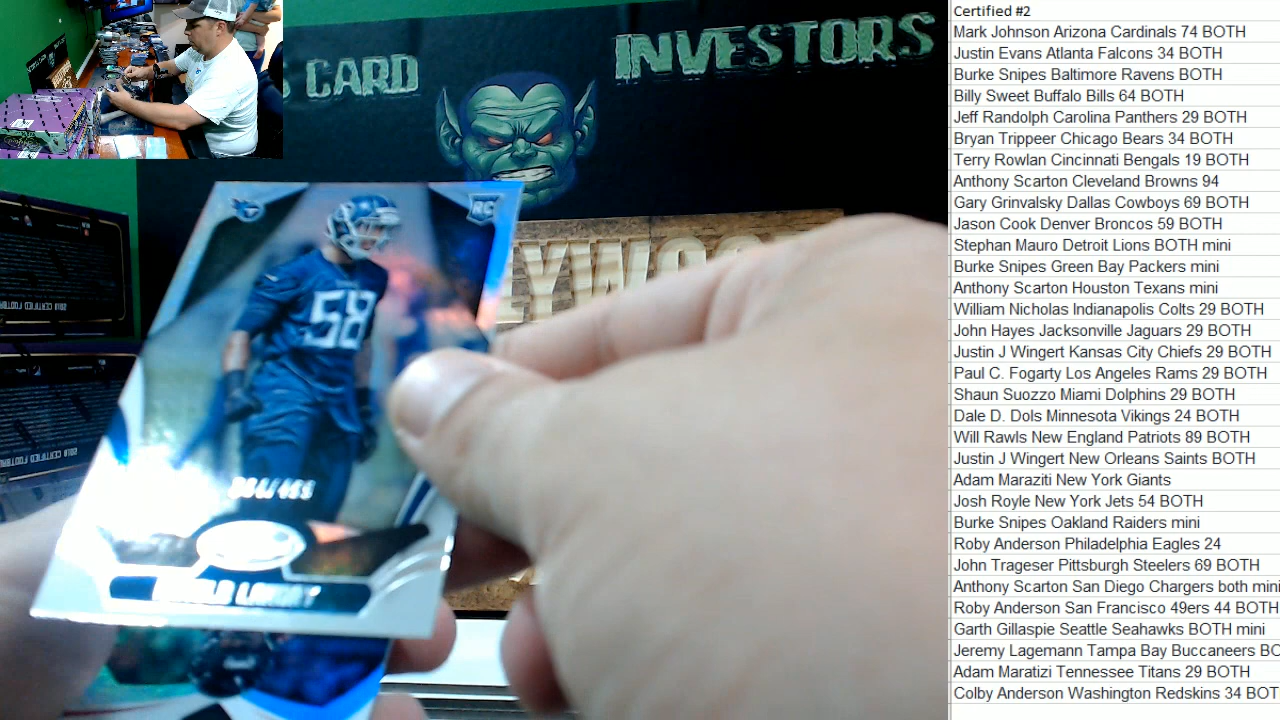 CARD INVESTORS
RC
58
Certified #2
Mark Johnson Arizona Cardinals 74 BOTH
Justin Evans Atlanta Falcons 34 BOTH
Burke Snipes Baltimore Ravens BOTH
Billy Sweet Buffalo Bills 64 BOTH
Jeff Randolph Carolina Panthers 29 BOTH
Bryan Trippeer Chicago Bears 34 BOTH
Terry Rowlan Cincinnati Bengals 19 BOTH
Anthony Scarton Cleveland Browns 94
Gary Grinvalsky Dallas Cowboys 69 BOTH
Jason Cook Denver Broncos 59 BOTH
Stephan Mauro Detroit Lions BOTH mini
Burke Snipes Green Bay Packers mini
Anthony Scarton Houston Texans mini
William Nicholas Indianapolis Colts 29 BOTH
John Hayes Jacksonville Jaguars 29 BOTH
Justin J Wingert Kansas City Chiefs 29 BOTH
Paul C. Fogarty Los Angeles Rams 29 BOTH
Shaun Suozzo Miami Dolphins 29 BOTH
Dale D. Dols Minnesota Vikings 24 BOTH
Will Rawls New England Patriots 89 BOTH
Justin J Wingert New Orleans Saints BOTH
Adam Maraziti New York Giants
Josh Royle New York Jets 54 BOTH
Burke Snipes Oakland Raiders mini
Roby Anderson Philadelphia Eagles 24
John Trageser Pittsburgh Steelers 69 BOTH
Anthony Scarton San Diego Chargers both mini
Roby Anderson San Francisco 49ers 44 BOTH
Garth Gillaspie Seattle Seahawks BOTH mini
Jeremy Lagemann Tampa Bay Buccaneers BO
Adam Maratizi Tennessee Titans 29 BOTH
Colby Anderson Washington Redskins 34 BOT